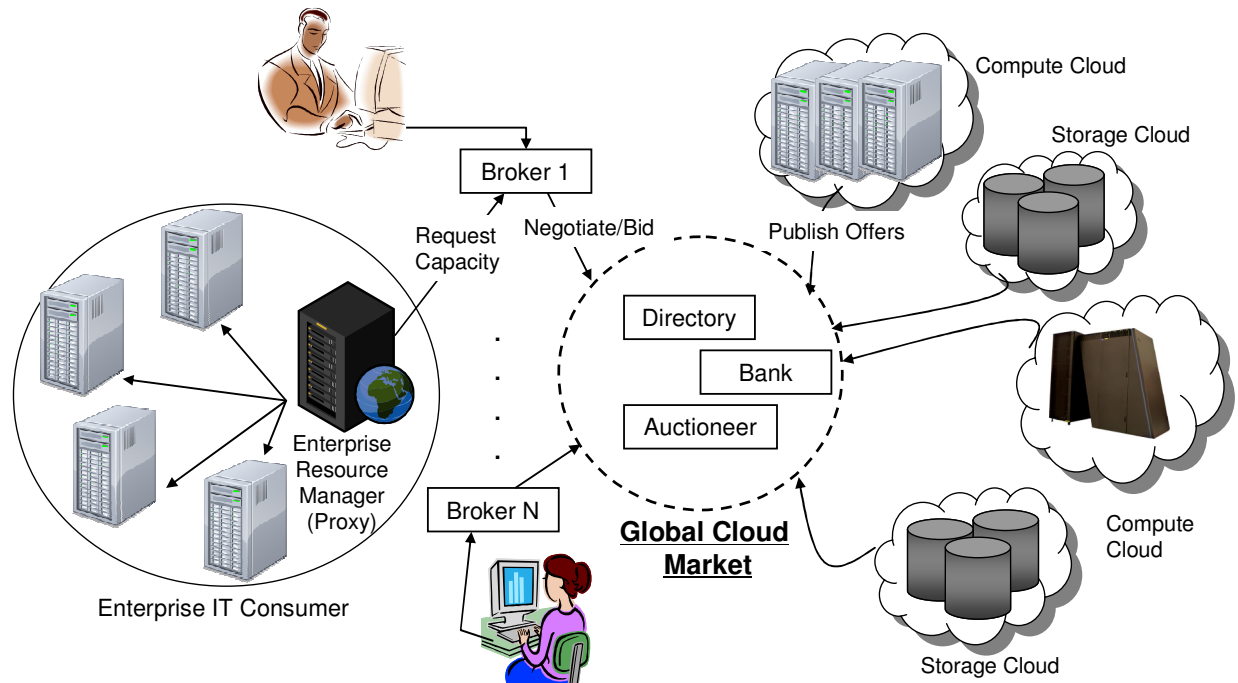 Compute Cloud
Storage Cloud
Broker 1
Negotiate/Bid
Publish Offers
Request
Capacity
Directory
Bank
Auctioneer
Enterprise
Resource
Manager
(Proxy)
Broker N
Global Cloud
Market
Compute
Cloud
Enterprise IT Consumer
Storage Cloud